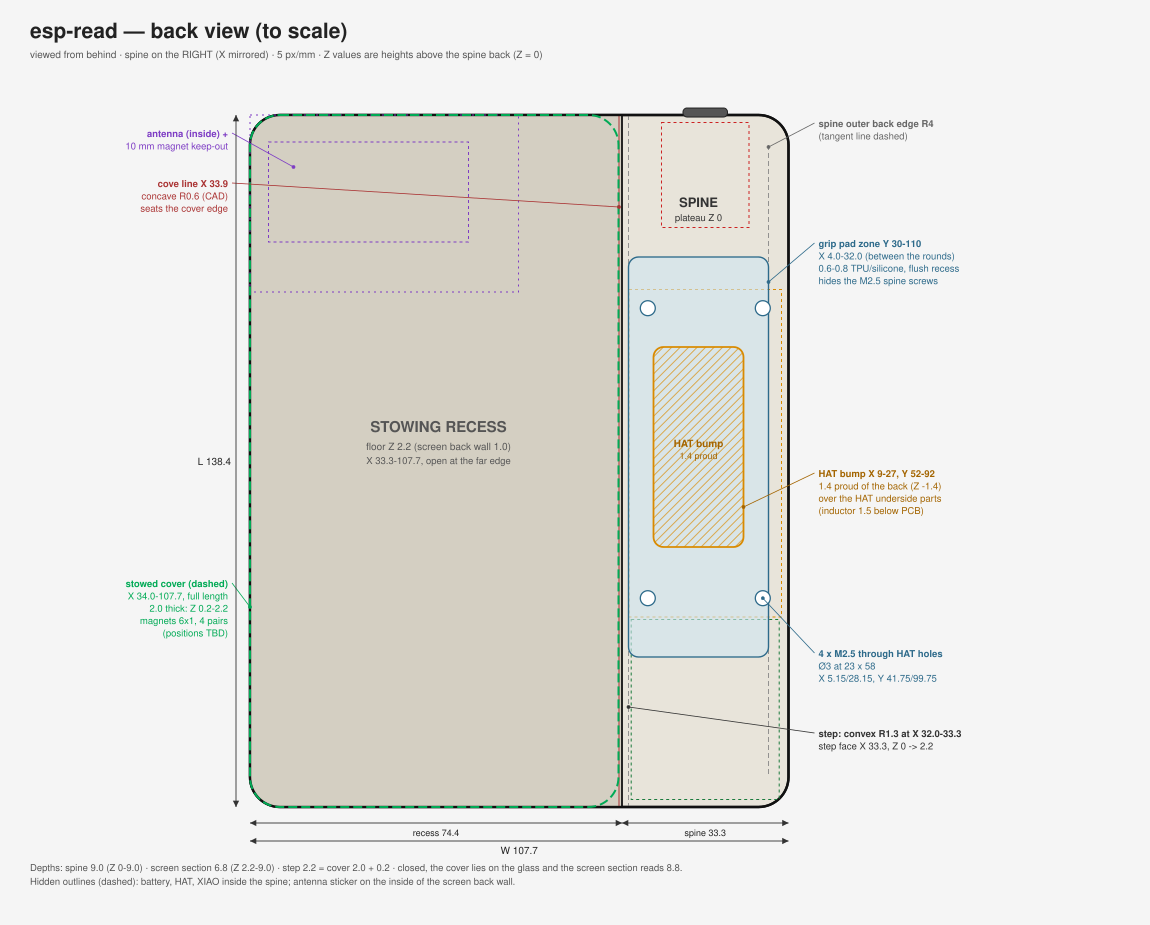 esp-read — back view (to scale)
viewed from behind · spine on the RIGHT (X mirrored) · 5 px/mm · Z values are heights above the spine back (Z = 0)
antenna (inside) +
10 mm magnet keep-out
cove line X 33.9
concave R0.6 (CAD)
seats the cover edge
spine outer back edge R4
(tangent line dashed)
SPINE
plateau Z 0
grip pad zone Y 30-110
X 4.0-32.0 (between the rounds)
0.6-0.8 TPU/silicone, flush recess
hides the M2.5 spine screws
STOWING RECESS
floor Z 2.2 (screen back wall 1.0)
X 33.3-107.7, open at the far edge
HAT bump
1.4 proud
L 138.4
HAT bump X 9-27, Y 52-92
1.4 proud of the back (Z -1.4)
over the HAT underside parts
(inductor 1.5 below PCB)
stowed cover (dashed)
X 34.0-107.7, full length
2.0 thick: Z 0.2-2.2
magnets 6x1, 4 pairs
(positions TBD)
4 x M2.5 through HAT holes
Ø3 at 23 x 58
X 5.15/28.15, Y 41.75/99.75
step: convex R1.3 at X 32.0-33.3
step face X 33.3, Z 0 -> 2.2
recess 74.4
spine 33.3
W 107.7
Depths: spine 9.0 (Z 0-9.0) · screen section 6.8 (Z 2.2-9.0) · step 2.2 = cover 2.0 + 0.2 · closed, the cover lies on the glass and the screen section reads 8.8.
Hidden outlines (dashed): battery, HAT, XIAO inside the spine; antenna sticker on the inside of the screen back wall.